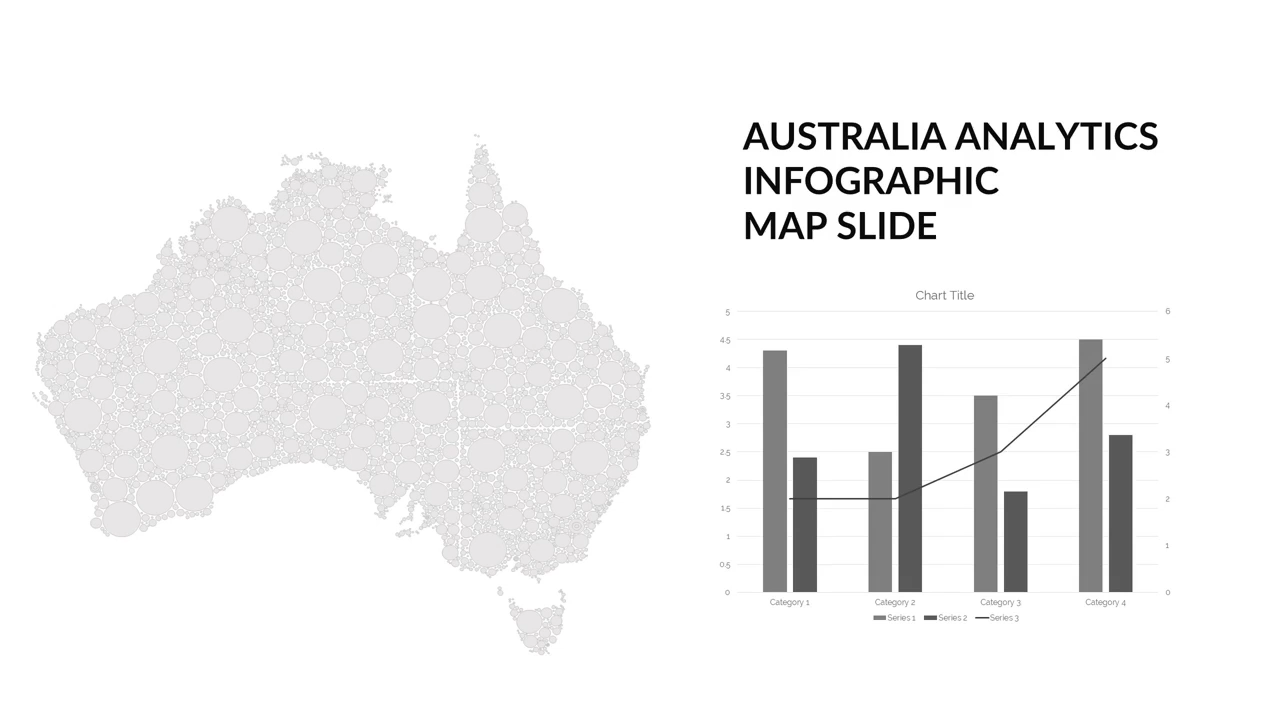 AUSTRALIA ANALYTICS
INFOGRAPHIC
MAP SLIDE
Chart Title
5
4.5
4
3.5
3
2.5
2
1.5
1
0.5
0
6
5
4
3
2
1
0
Category 1
Category 2
Category 3
Category 4
Series 1
Series 2
Series 3